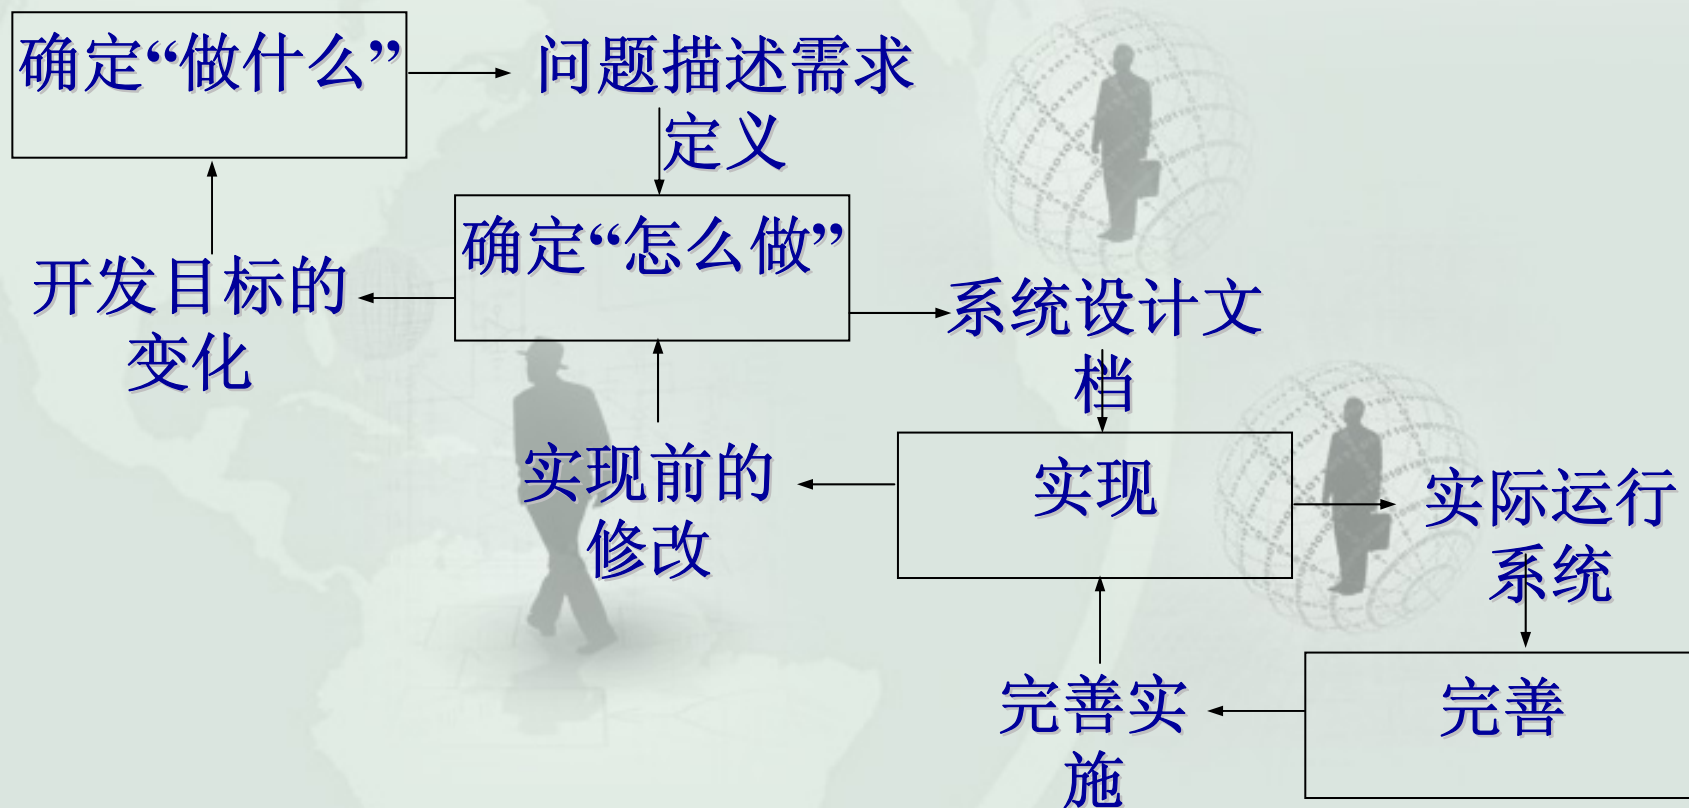 确定“做什么”
问题描述需求
定义
确定“怎么做”
开发目标的
变化
系统设计文
档
实现前的
修改
实现
实际运行
系统
完善实
施
完善